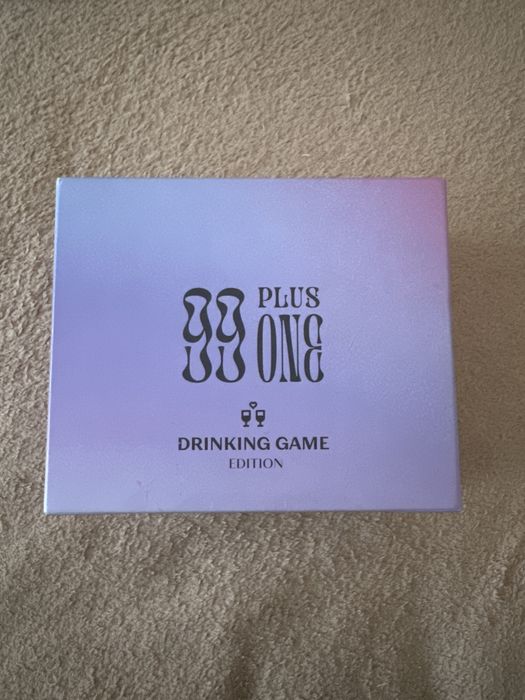 99 PLUS
ONE
DRINKING GAME
EDITION